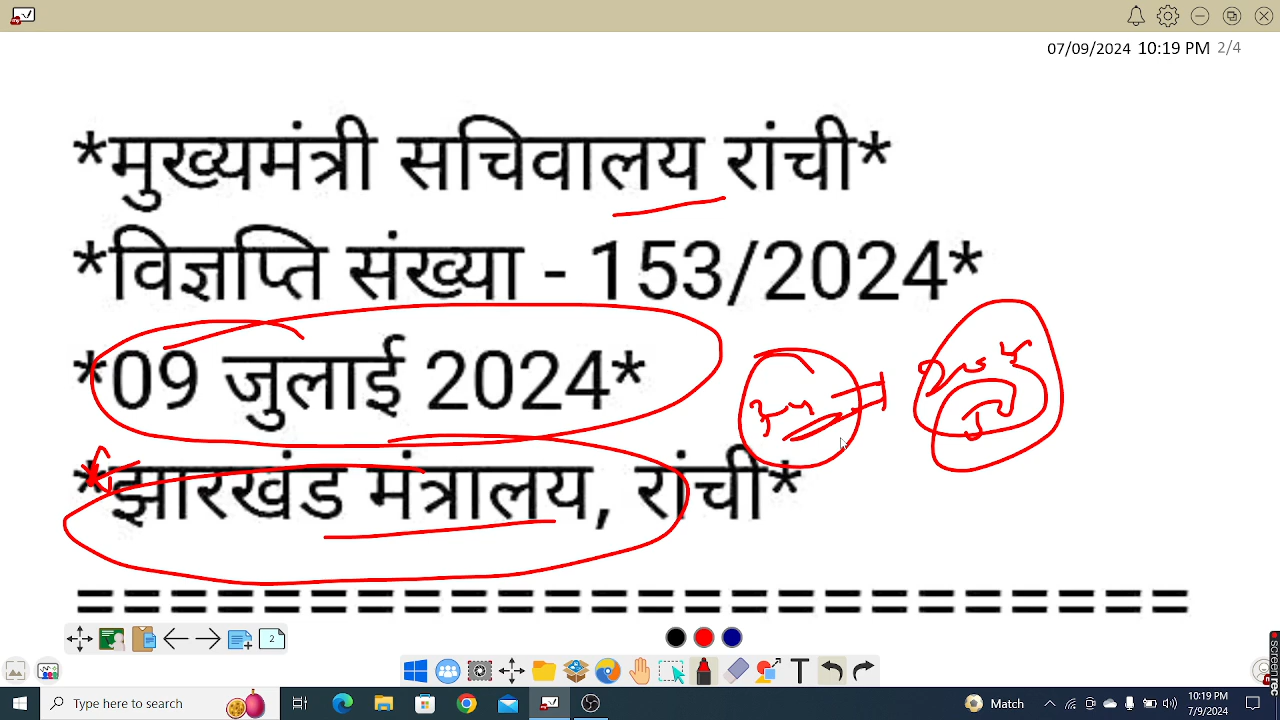 07/09/2024 10:19 PM 2/4
*मुख्यमंत्री सचिवालय रांची*
*विज्ञप्ति संख्या - 153/2024*
*09 जुलाई 2024*
*झारखंड मंत्रालय, रांची*
==============================
2
Type here to search
Match
10:19 PM
7/9/2024